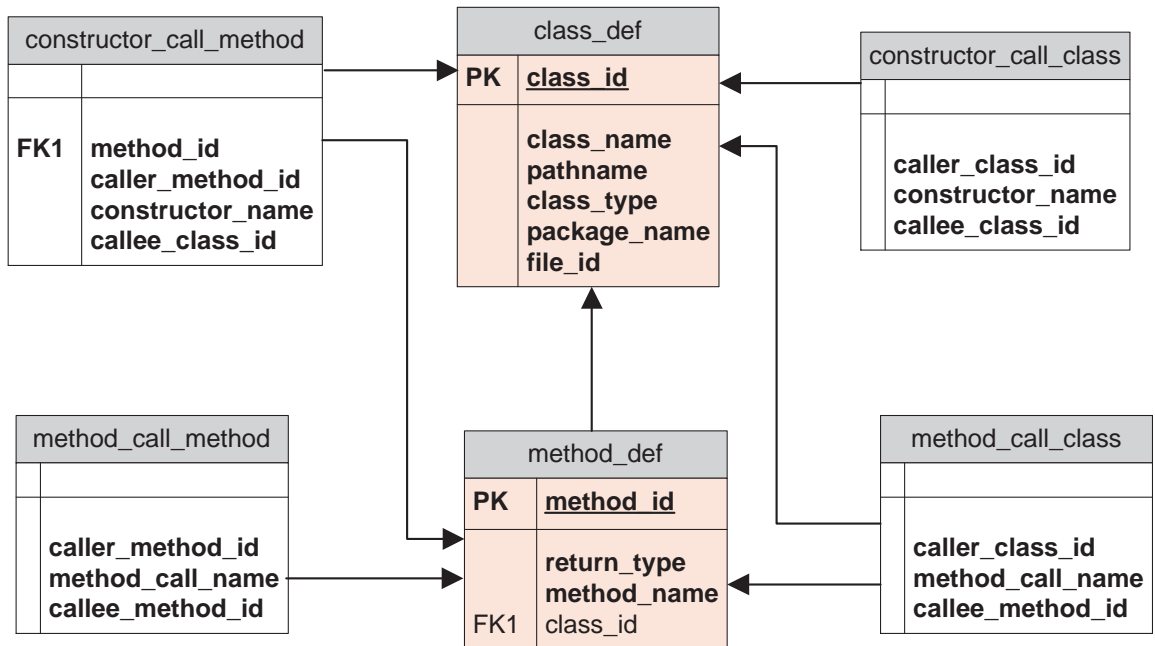 constructor_call_method
FK1 method_id
caller_method_id
constructor_name
callee_class_id
class_def
PK class_id
class_name
pathname
class_type
package_name
file_id
constructor_call_class
caller_class_id
constructor_name
callee_class_id
method_call_method
caller_method_id
method_call_name
callee_method_id
method_def
PK method_id
return_type
method_name
FK1 class_id
method_call_class
caller_class_id
method_call_name
callee_method_id